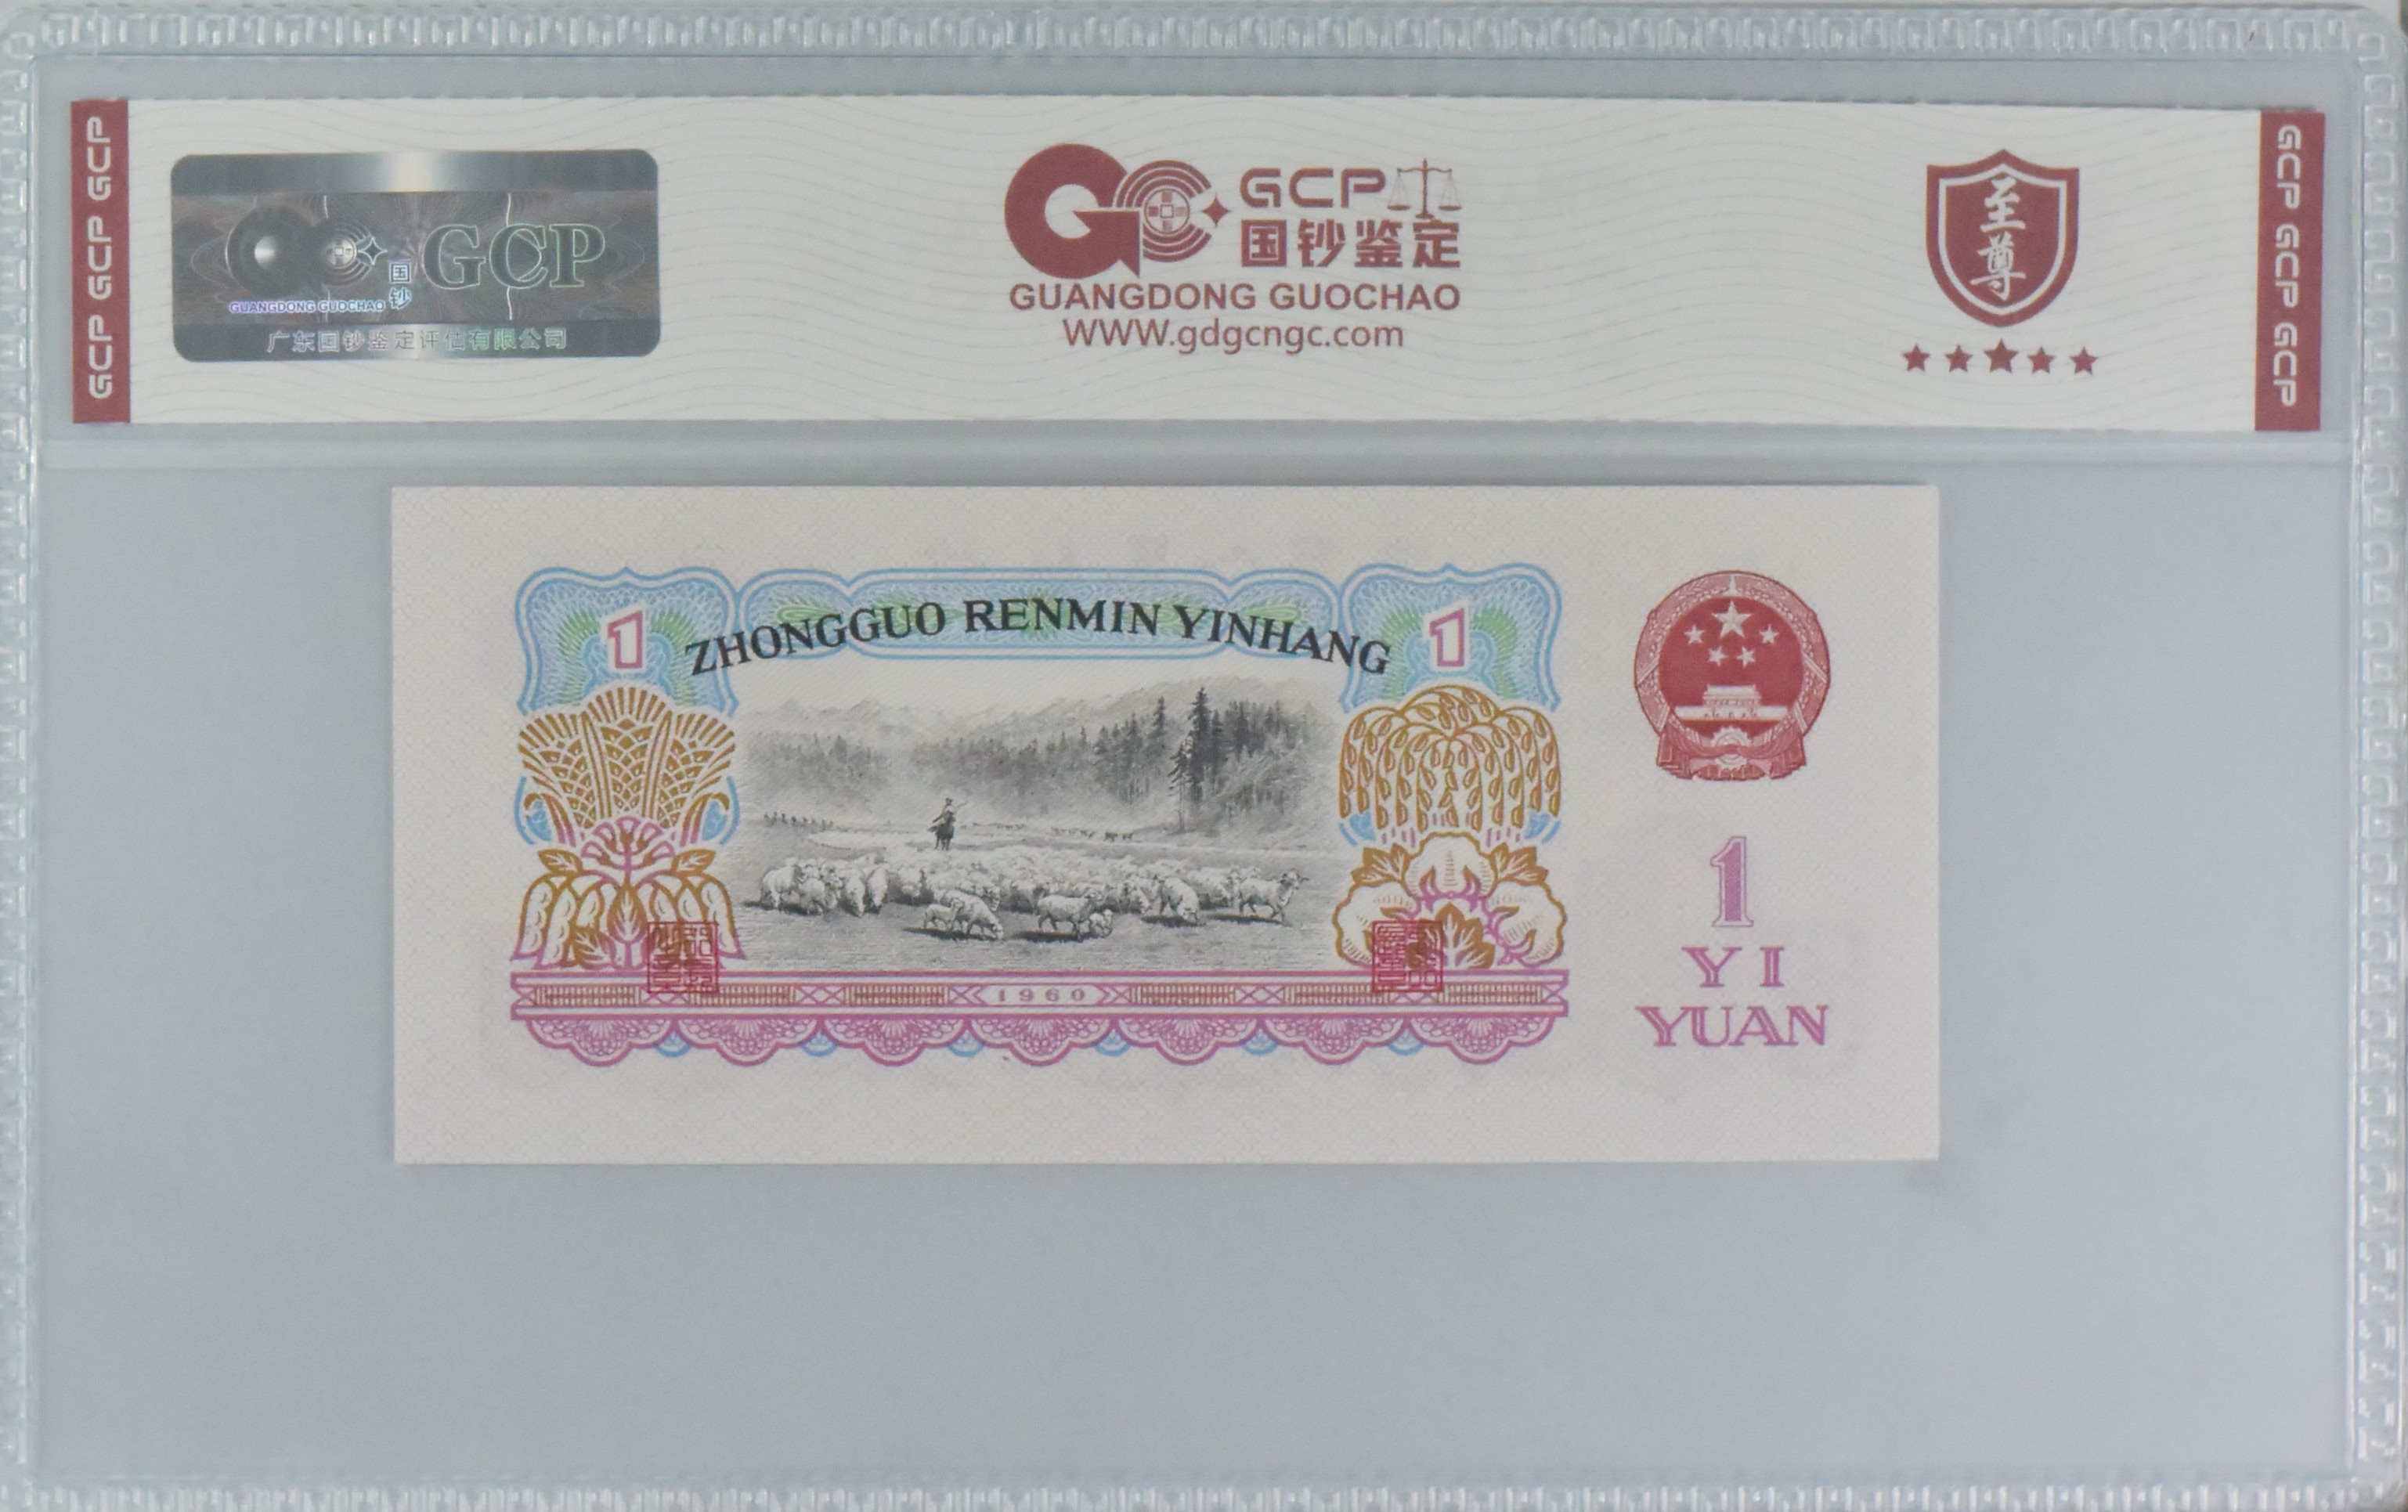 GCP GCP GCP
国钞
GCP
GUANGDONG GUOCHAO
广东国钞鉴定评估有限公司
GCP
国钞鉴定
GUANGDONG GUOCHAO
WWW.gdgcngc.com
至尊
GCP GCP GCP
1
ZHONGGUO RENMIN YINHANG
1
1960
1
YI
YUAN